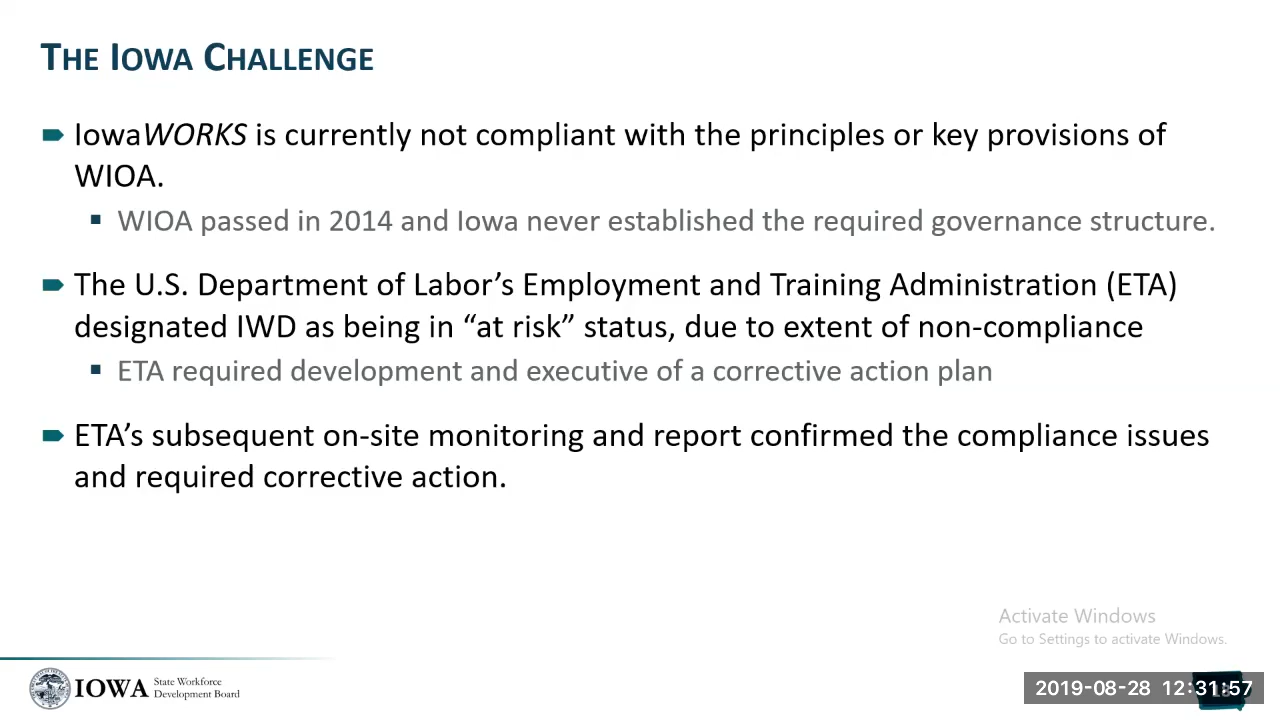 THE IOWA CHALLENGE
IowaWORKS is currently not compliant with the principles or key provisions of
WIOA.
WIOA passed in 2014 and Iowa never established the required governance structure.
The U.S. Department of Labor’s Employment and Training Administration (ETA)
designated IWD as being in “at risk” status, due to extent of non-compliance
ETA required development and executive of a corrective action plan
ETA’s subsequent on-site monitoring and report confirmed the compliance issues
and required corrective action.
Activate Windows
Go to Settings to activate Windows.
IOWA State Workforce
Development Board
2019-08-28 12:31:57